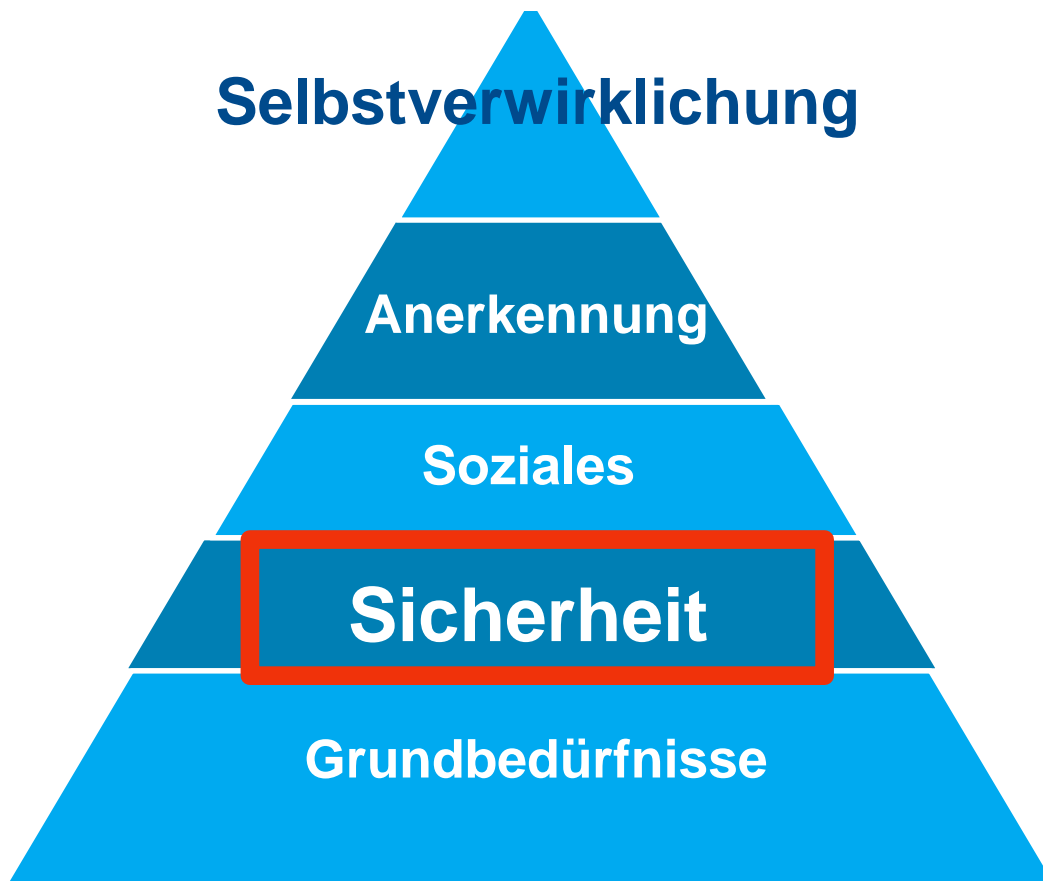 Selbstverwirklichung
Anerkennung
Soziales
Sicherheit
Grundbedürfnisse